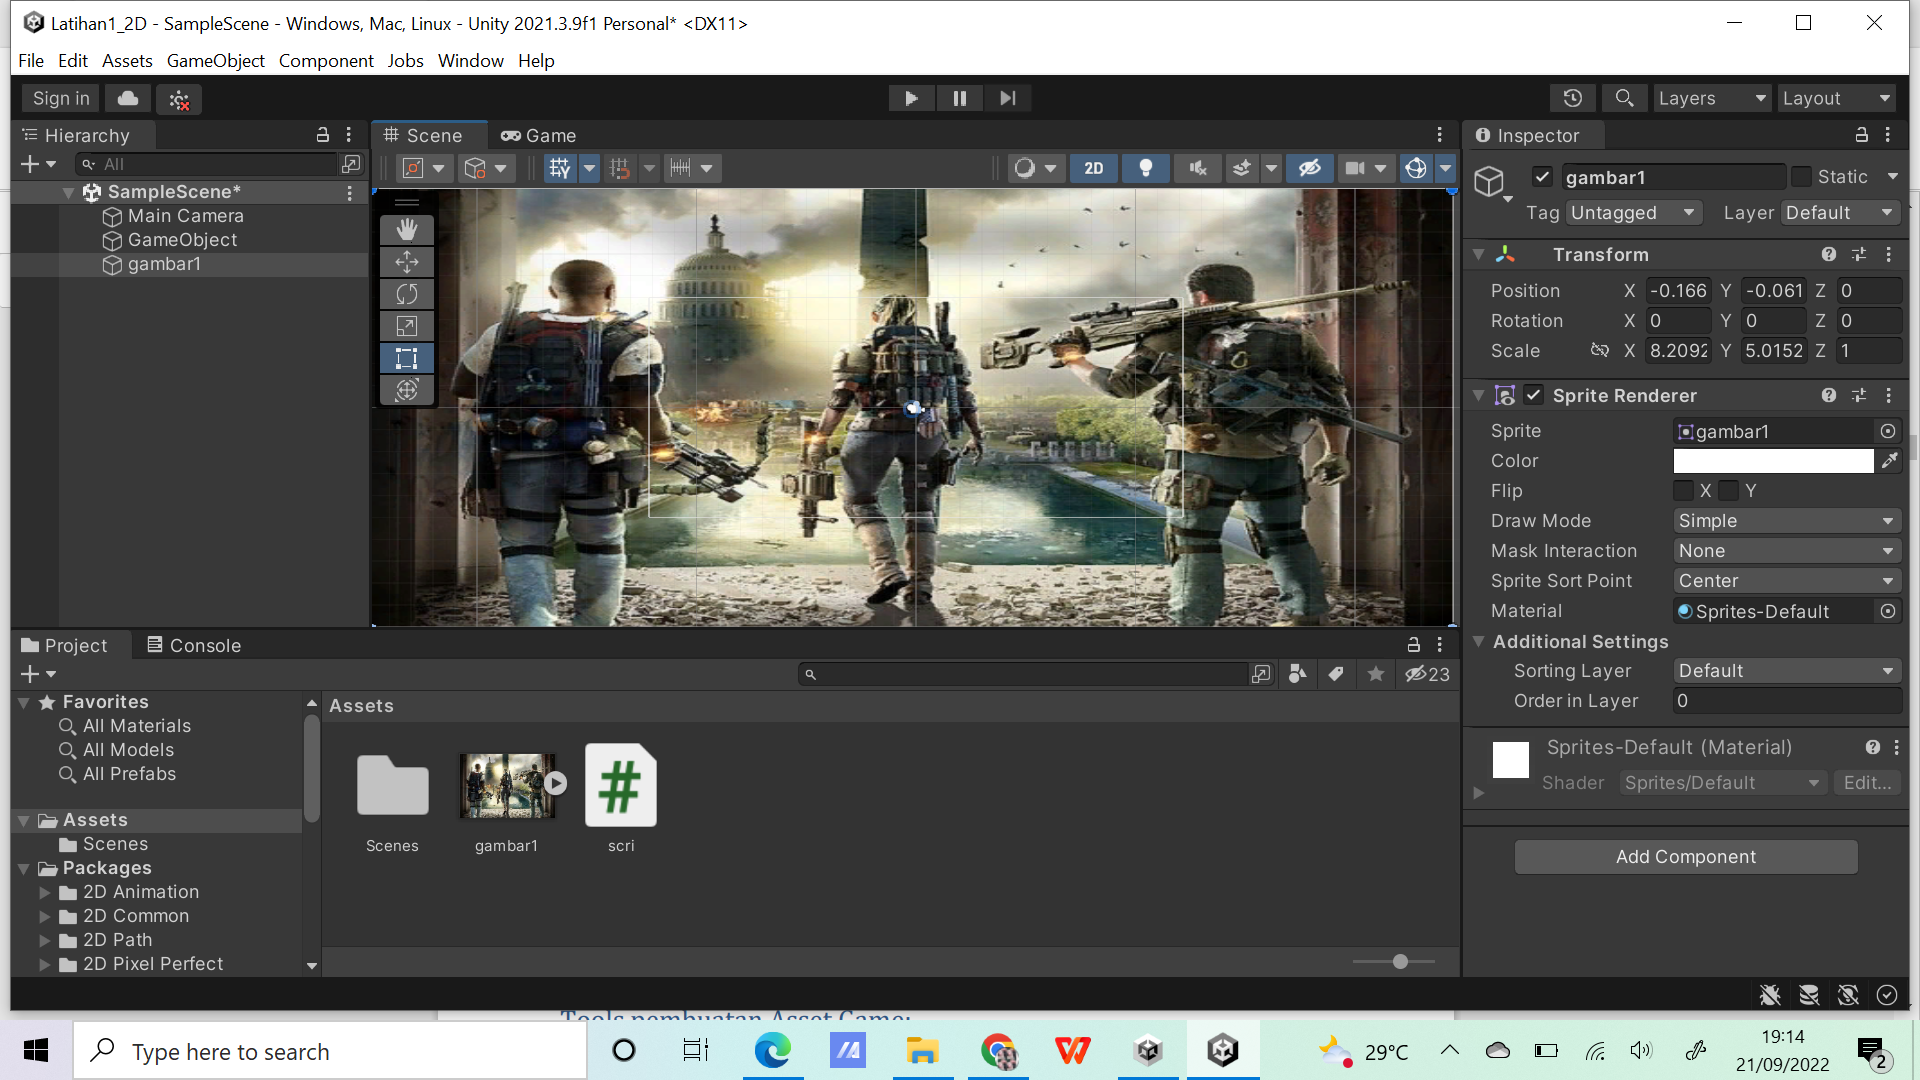 Latihan1_2D - SampleScene - Windows, Mac, Linux - Unity 2021.3.9f1 Personal* <DX11>
File Edit Assets GameObject Component Jobs Window Help
Sign in
Layers
Layout
Hierarchy
All
SampleScene*
Main Camera
GameObject
gambar1
Scene
Game
2D
Inspector
gambar1
Static
Tag Untagged Layer Default
Transform
Position X -0.166 Y -0.061 Z 0
Rotation X 0 Y 0 Z 0
Scale X 8.2092 Y 5.0152 Z 1
Sprite Renderer
Sprite gambar1
Color
Flip X Y
Draw Mode Simple
Mask Interaction None
Sprite Sort Point Center
Material Sprites-Default
Additional Settings
Sorting Layer Default
Order in Layer 0
Sprites-Default (Material)
Shader Sprites/Default Edit...
Add Component
Project
Console
23
Favorites
All Materials
All Models
All Prefabs
Assets
Scenes
Packages
2D Animation
2D Common
2D Path
2D Pixel Perfect
Assets
Scenes
gambar1
scri
Tools pembuatan Asset Game:
Type here to search
29°C
19:14
21/09/2022
2